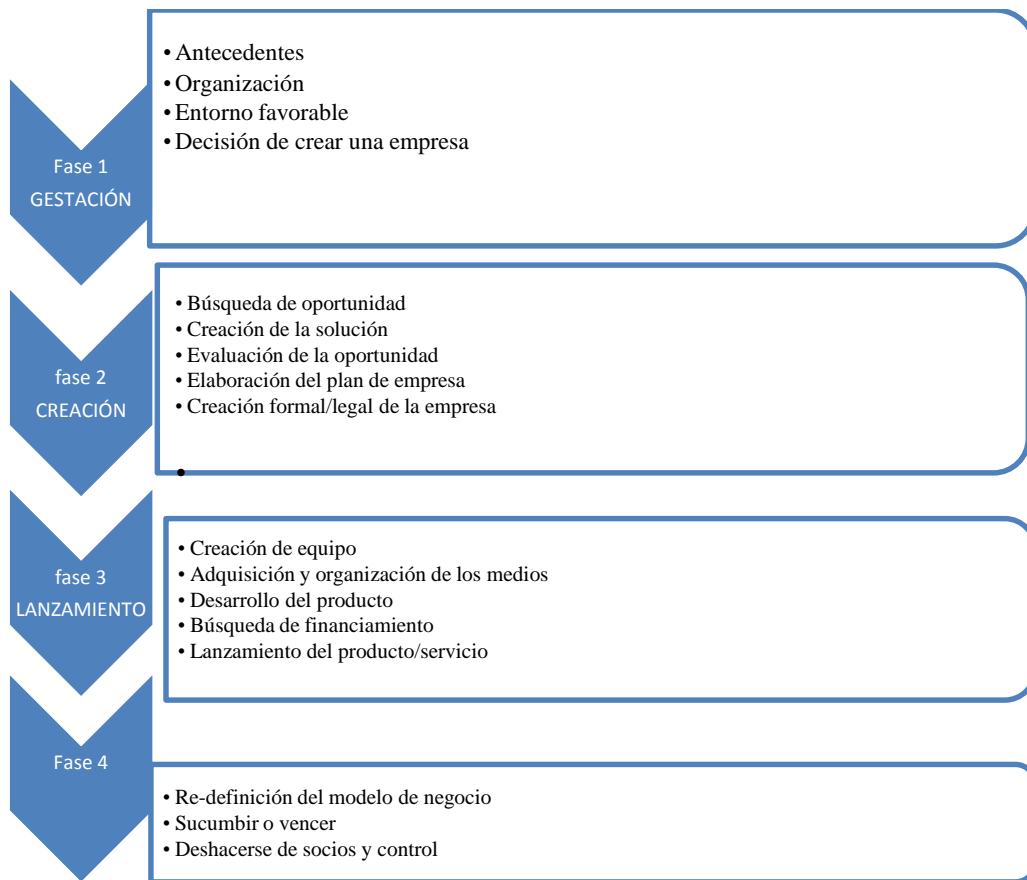 Fase 1
GESTACIÓN
• Antecedentes
• Organización
• Entorno favorable
• Decisión de crear una empresa
fase 2
CREACIÓN
• Búsqueda de oportunidad
• Creación de la solución
• Evaluación de la oportunidad
• Elaboración del plan de empresa
• Creación formal/legal de la empresa
•
fase 3
LANZAMIENTO
• Creación de equipo
• Adquisición y organización de los medios
• Desarrollo del producto
• Búsqueda de financiamiento
• Lanzamiento del producto/servicio
Fase 4
• Re-definición del modelo de negocio
• Sucumbir o vencer
• Deshacerse de socios y control